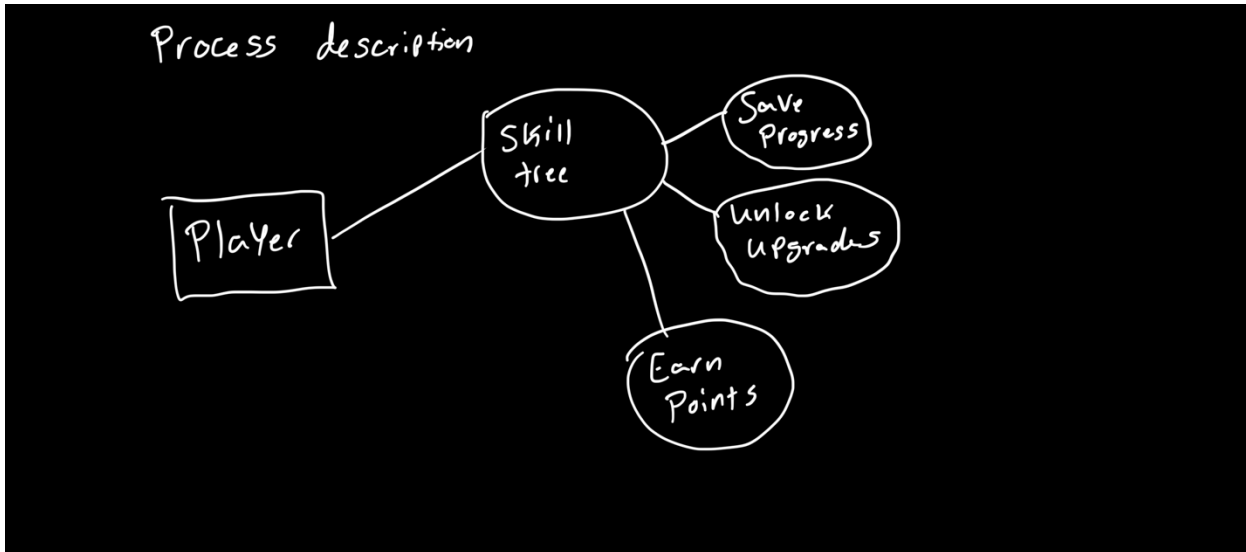 Process description
Player
Skill
tree
Save
Progress
Unlock
upgrades
Earn
Points